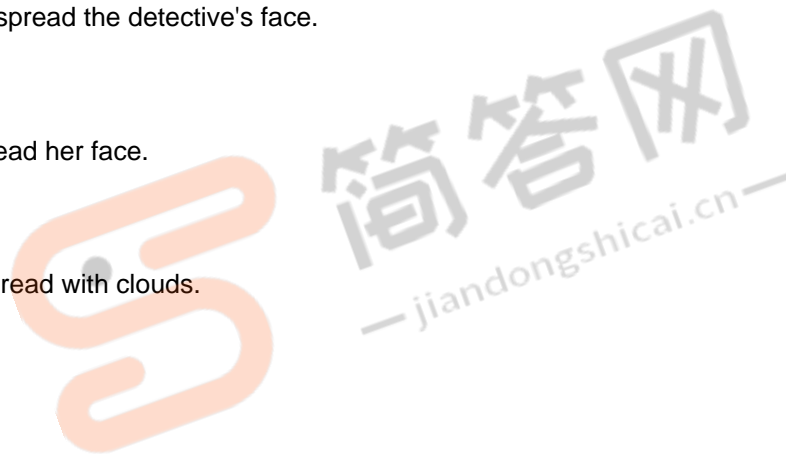 spread the detective's face.
ead her face.
read with clouds.
简答网
jiandongshicai.cn